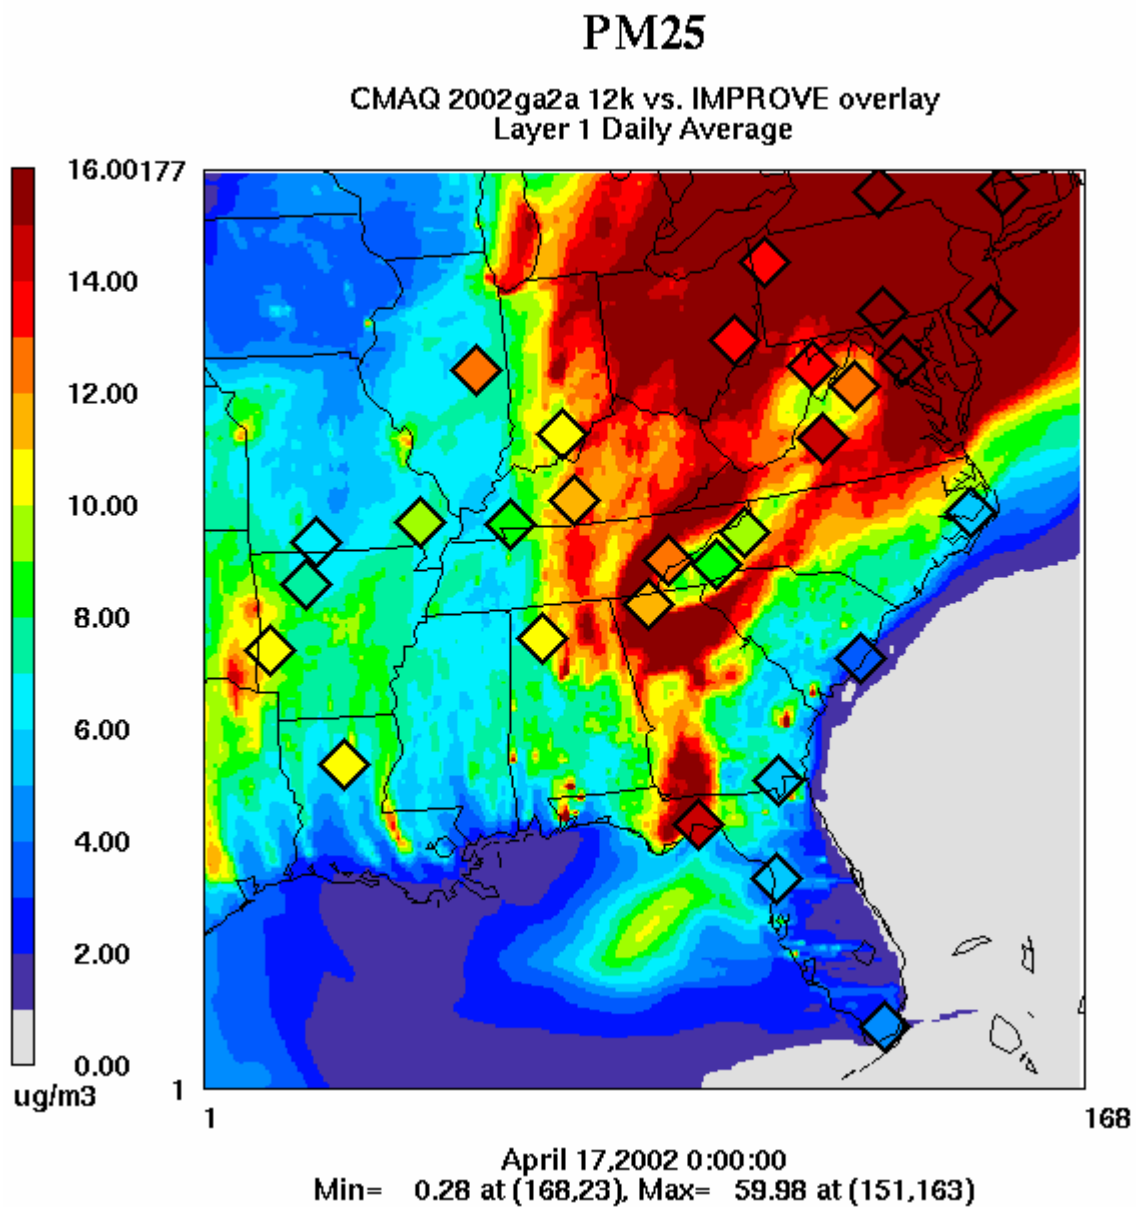 PM25
CMAQ 2002ga2a 12k vs. IMPROVE overlay
Layer 1 Daily Average
16.00
177
14.00
12.00
10.00
8.00
6.00
4.00
2.00
0.00
ug/m3
1
1
168
April 17,2002 0:00:00
Min= 0.28 at (168,23), Max= 59.98 at (151,163)